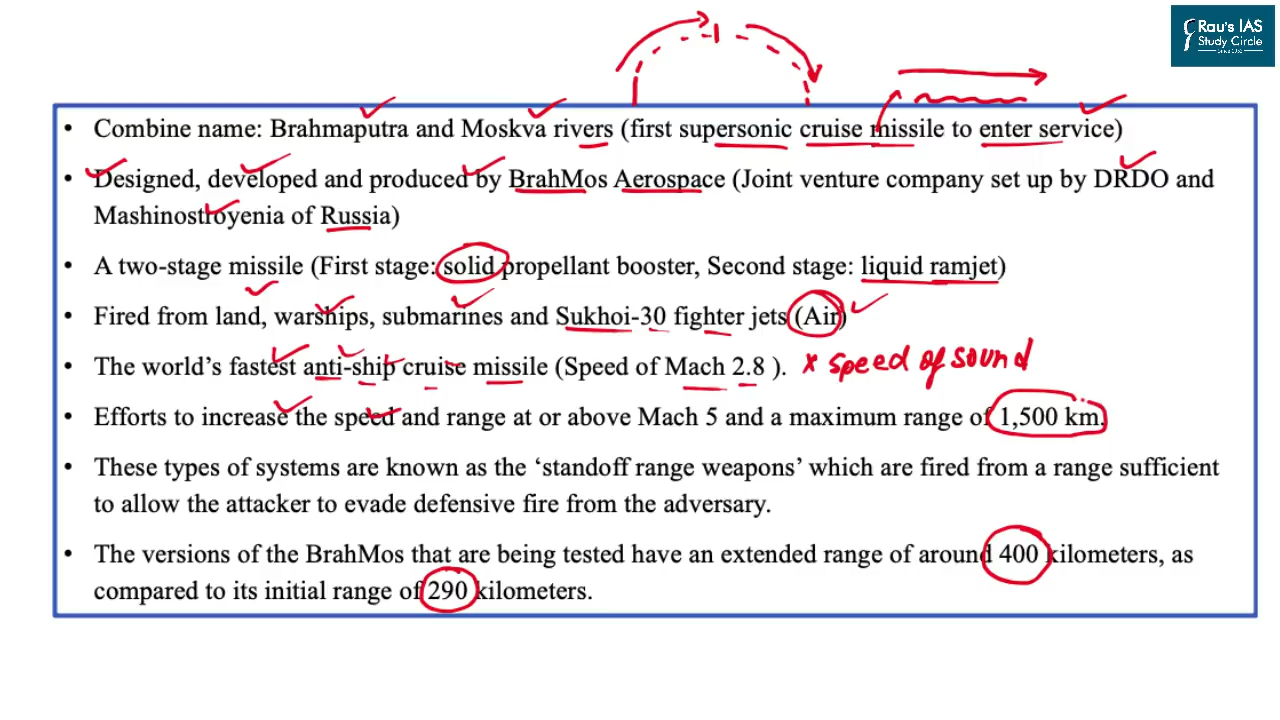 Rau's IAS
Study Circle
Since 1953
• Combine name: Brahmaputra and Moskva rivers (first supersonic cruise missile to enter service)
• Designed, developed and produced by BrahMos Aerospace (Joint venture company set up by DRDO and
Mashinostroyenia of Russia)
• A two-stage missile (First stage: solid propellant booster, Second stage: liquid ramjet)
• Fired from land, warships, submarines and Sukhoi-30 fighter jets (Air)
• The world's fastest anti-ship cruise missile (Speed of Mach 2.8 ). × speed of sound
• Efforts to increase the speed and range at or above Mach 5 and a maximum range of 1,500 km.
• These types of systems are known as the 'standoff range weapons' which are fired from a range sufficient
to allow the attacker to evade defensive fire from the adversary.
• The versions of the BrahMos that are being tested have an extended range of around 400 kilometers, as
compared to its initial range of 290 kilometers.